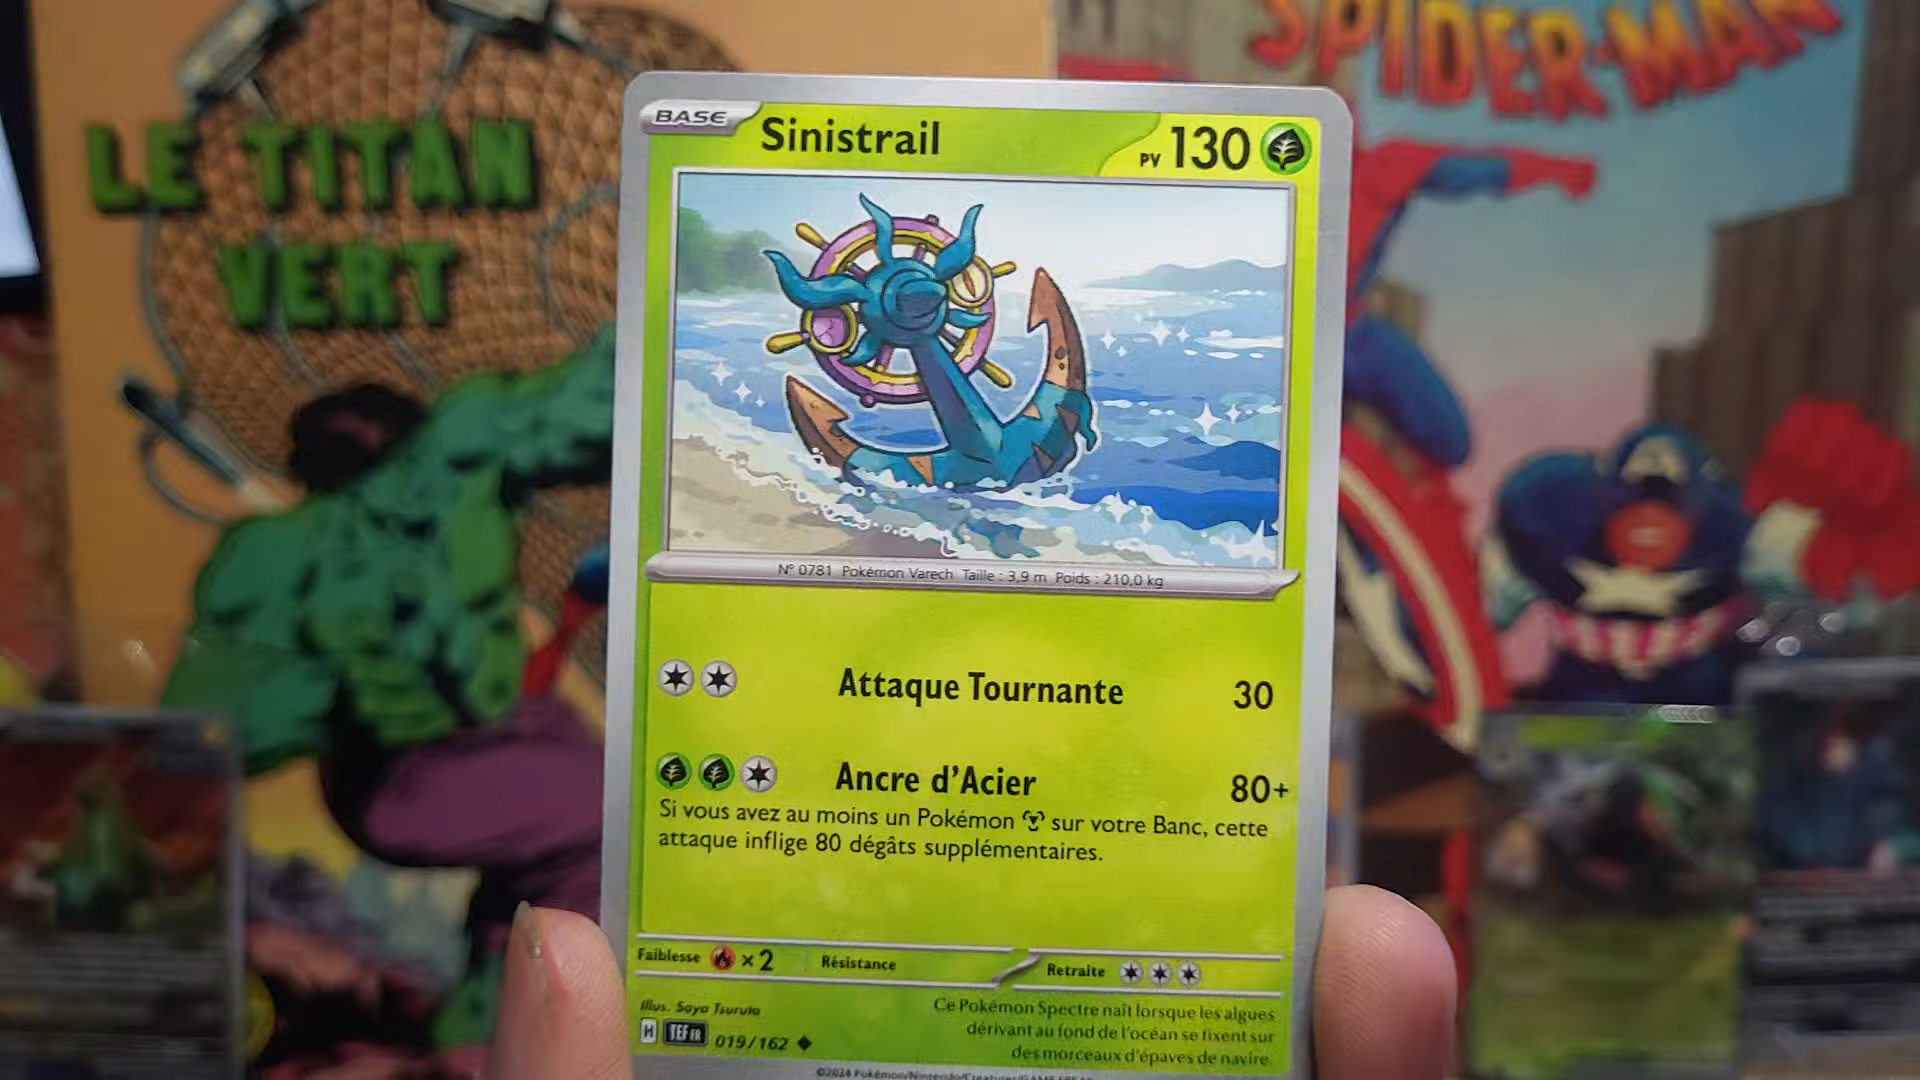 SPIDER-MAN
LE TITAN
VERT
BASE
Sinistrail
PV 130
N° 0781 Pokémon Varech Taille : 3,9 m Poids : 210,0 kg
Attaque Tournante 30
Ancre d'Acier 80+
Si vous avez au moins un Pokémon sur votre Banc, cette
attaque inflige 80 dégâts supplémentaires.
Faiblesse ×2 Résistance Retraite
Illus. Saya Tsuruta
H TEF FR 019/162
Ce Pokémon Spectre naît lorsque les algues
dérivant au fond de l'océan se fixent sur
des morceaux d'épaves de navire.
©2024 Pokémon/Nintendo/Creatures/GAME FREAK